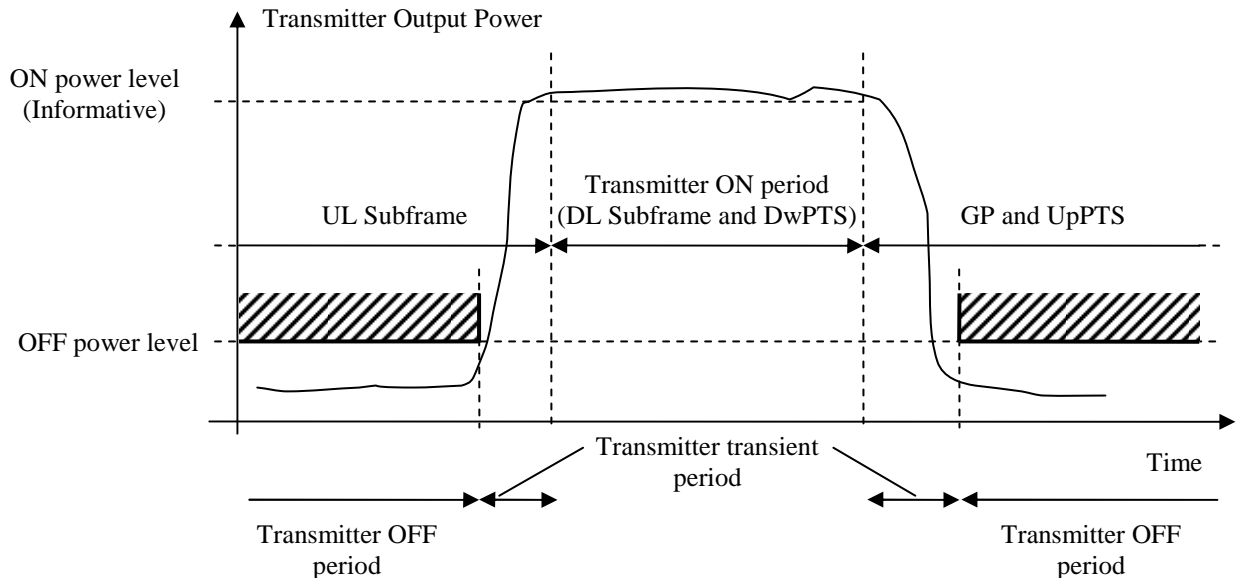 Transmitter Output Power
ON power level
(Informative)
Transmitter ON period
(DL Subframe and DwPTS)
UL Subframe
GP and UpPTS
OFF power level
Transmitter transient
period
Time
Transmitter OFF
period
Transmitter OFF
period